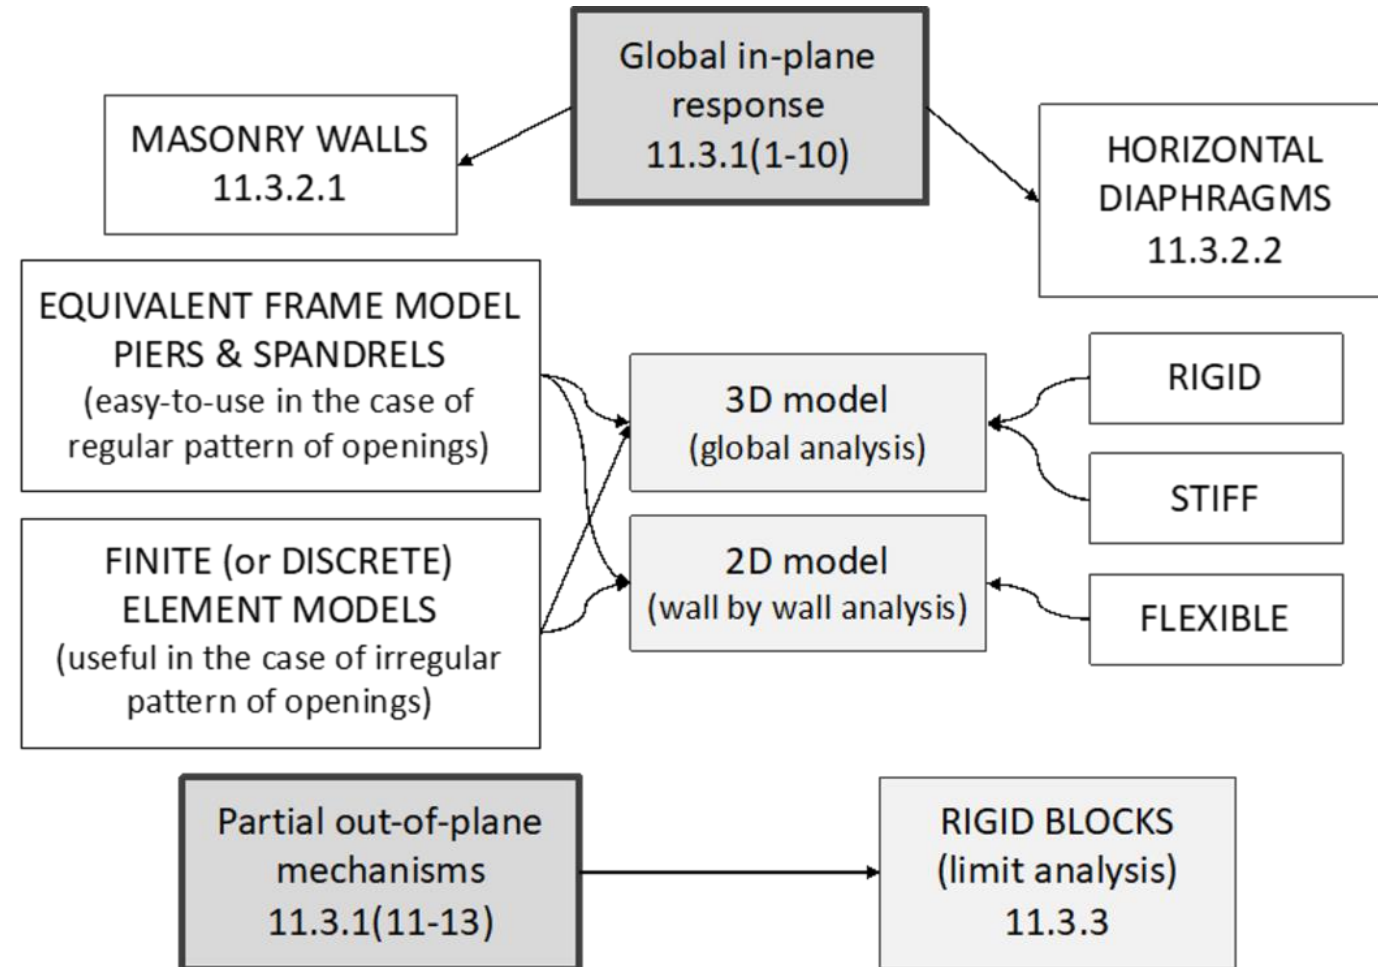 Global in-plane
response
11.3.1(1-10)
MASONRY WALLS
11.3.2.1
HORIZONTAL
DIAPHRAGMS
11.3.2.2
EQUIVALENT FRAME MODEL
PIERS & SPANDRELS
(easy-to-use in the case of
regular pattern of openings)
3D model
(global analysis)
RIGID
STIFF
FINITE (or DISCRETE)
ELEMENT MODELS
(useful in the case of irregular
pattern of openings)
2D model
(wall by wall analysis)
FLEXIBLE
Partial out-of-plane
mechanisms
11.3.1(11-13)
RIGID BLOCKS
(limit analysis)
11.3.3